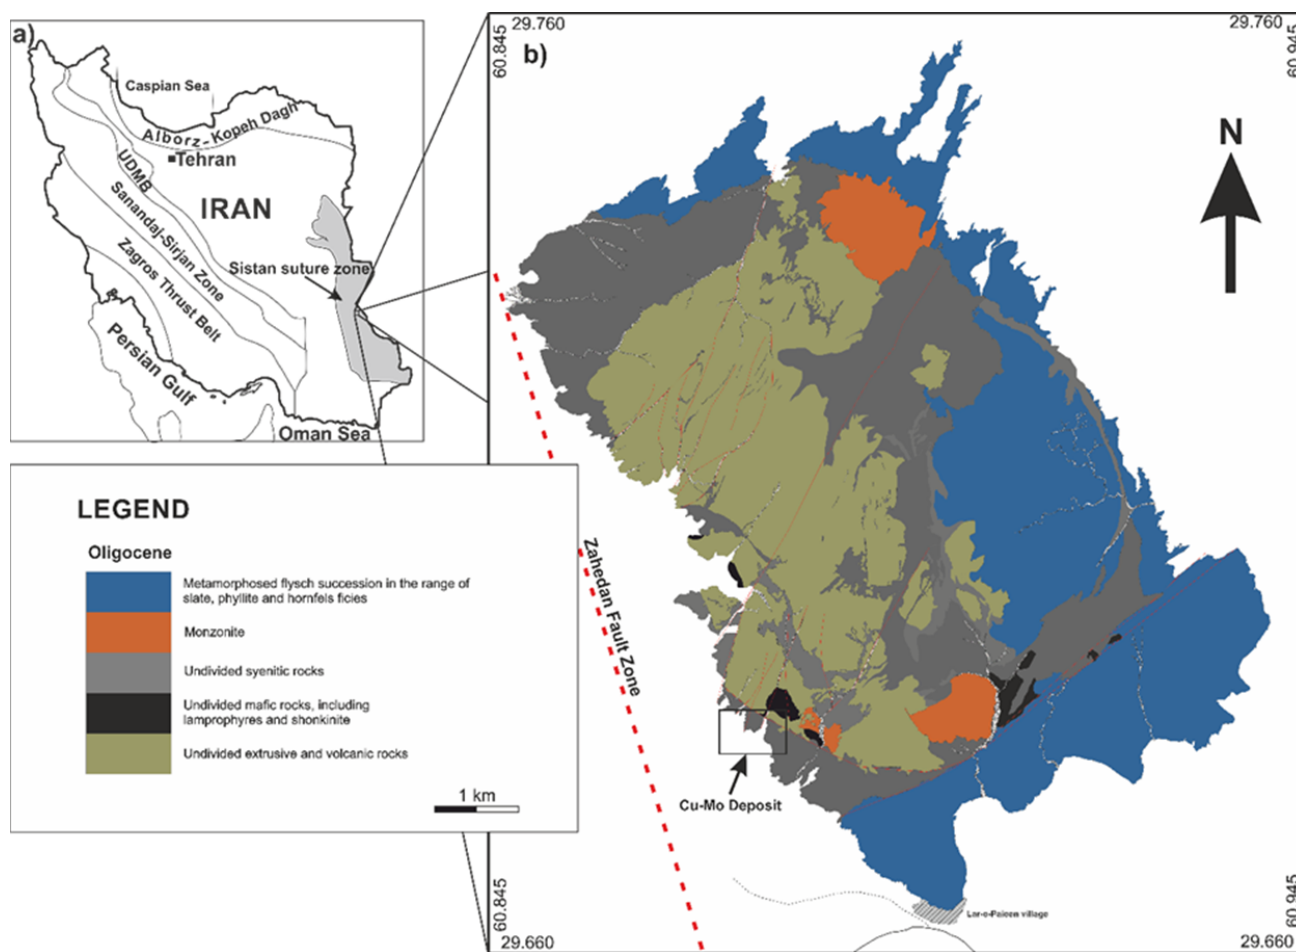 a)
Caspian Sea
Alborz-Kopeh Dagh
Tehran
UDMB
IRAN
Sanandaj-Sirjan Zone
Sistan suture zone
Zagros Thrust Belt
Persian Gulf
Oman Sea
29.760
29.760
60.845
60.945
b)
N
Zahedan Fault Zone
Cu-Mo Deposit
Lar-e-Paieen village
60.845
60.945
29.660
29.660
LEGEND
Oligocene
Metamorphosed flysch succession in the range of
slate, phyllite and hornfels ficies
Monzonite
Undivided syenitic rocks
Undivided mafic rocks, including
lamprophyres and shonkinite
Undivided extrusive and volcanic rocks
1 km